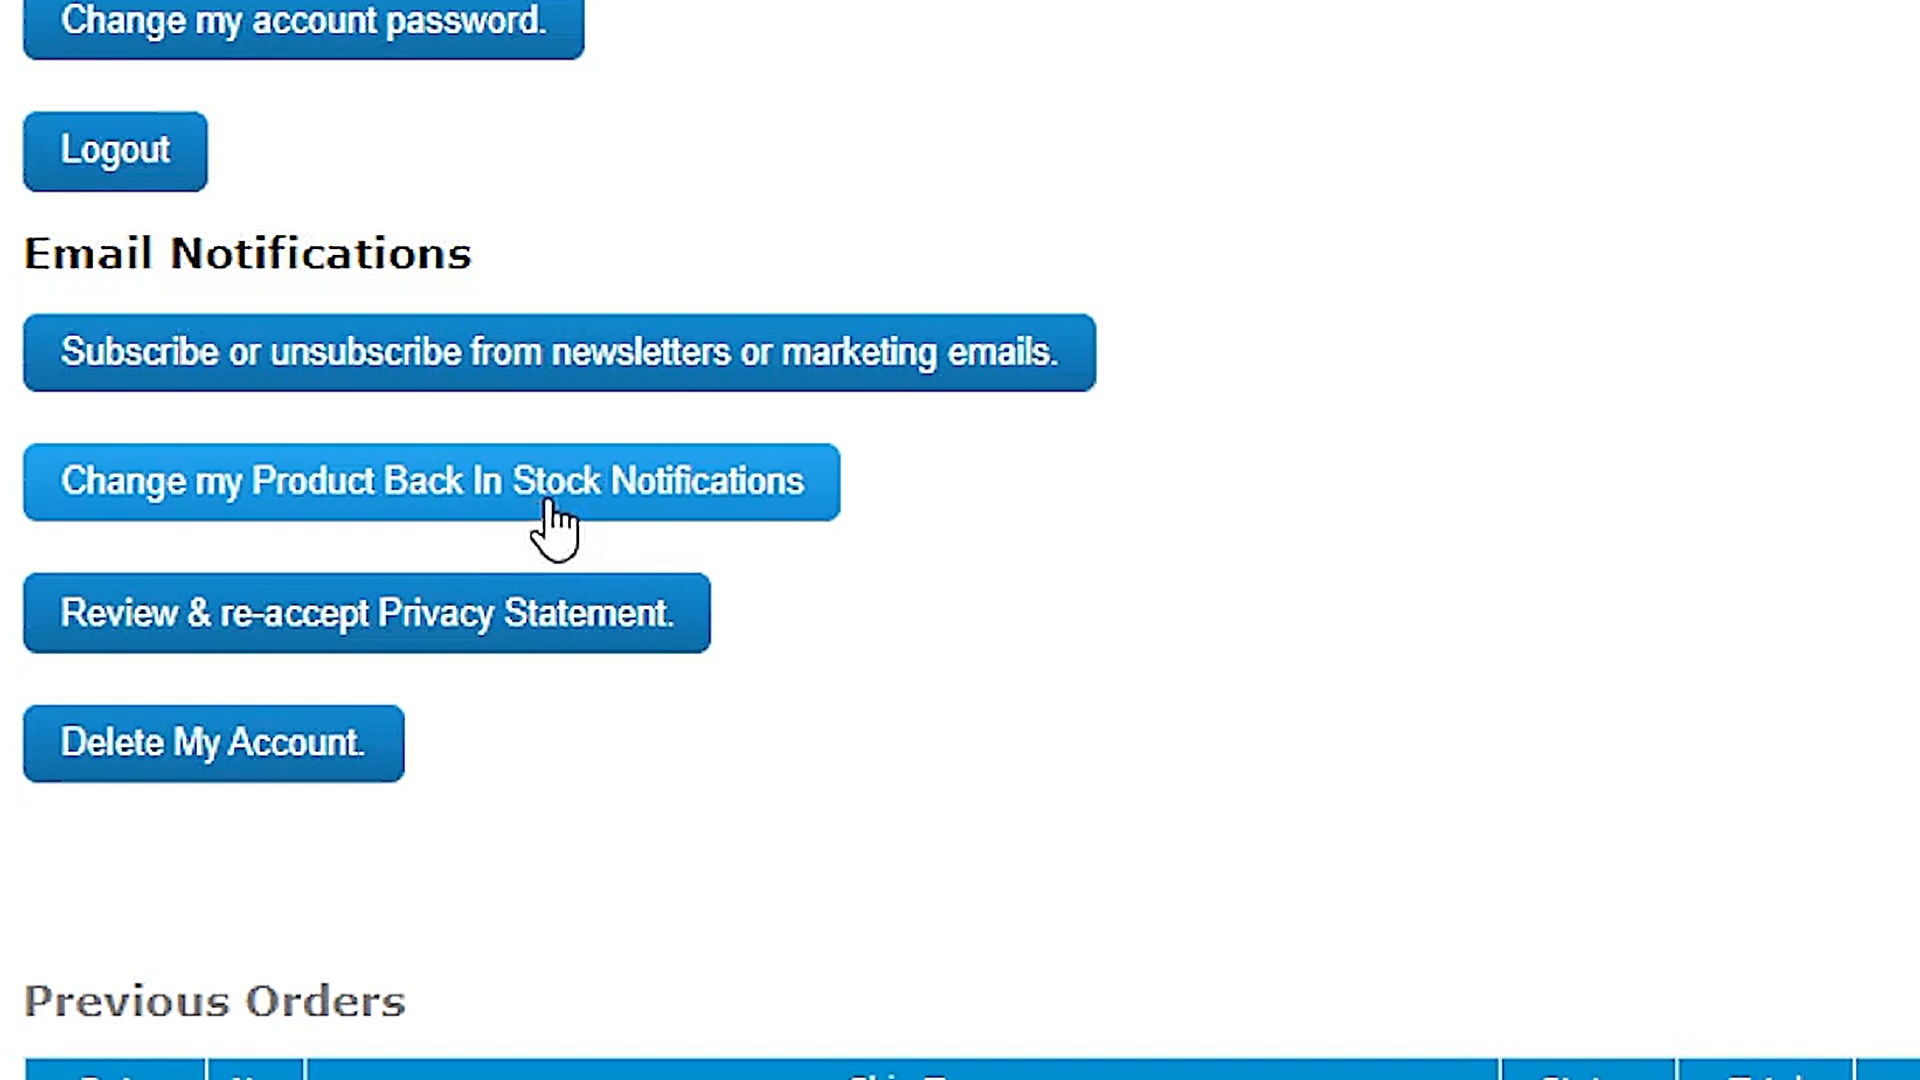 Change my account password.
Logout
Email Notifications
Subscribe or unsubscribe from newsletters or marketing emails.
Change my Product Back In Stock Notifications
Review & re-accept Privacy Statement.
Delete My Account.
Previous Orders